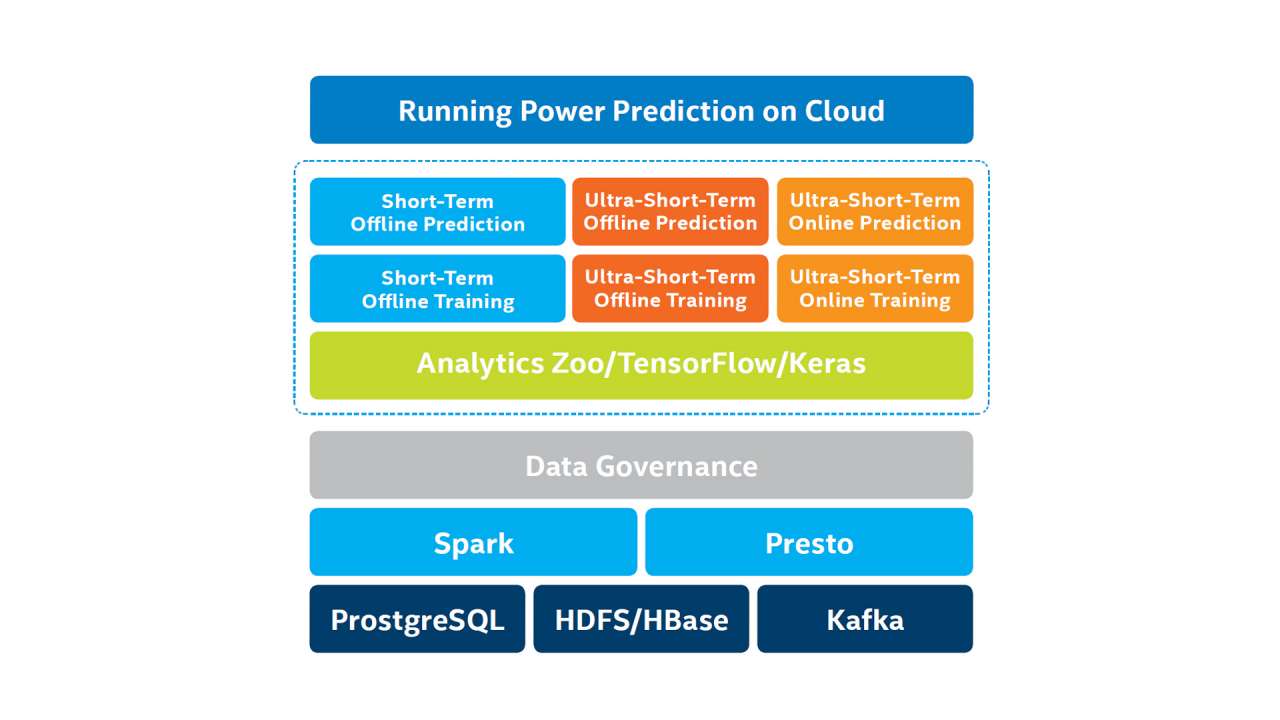 Running Power Prediction on Cloud
Short-Term
Offline Prediction
Ultra-Short-Term
Offline Prediction
Ultra-Short-Term
Online Prediction
Short-Term
Offline Training
Ultra-Short-Term
Offline Training
Ultra-Short-Term
Online Training
Analytics Zoo/TensorFlow/Keras
Data Governance
Spark
Presto
ProstgreSQL
HDFS/HBase
Kafka